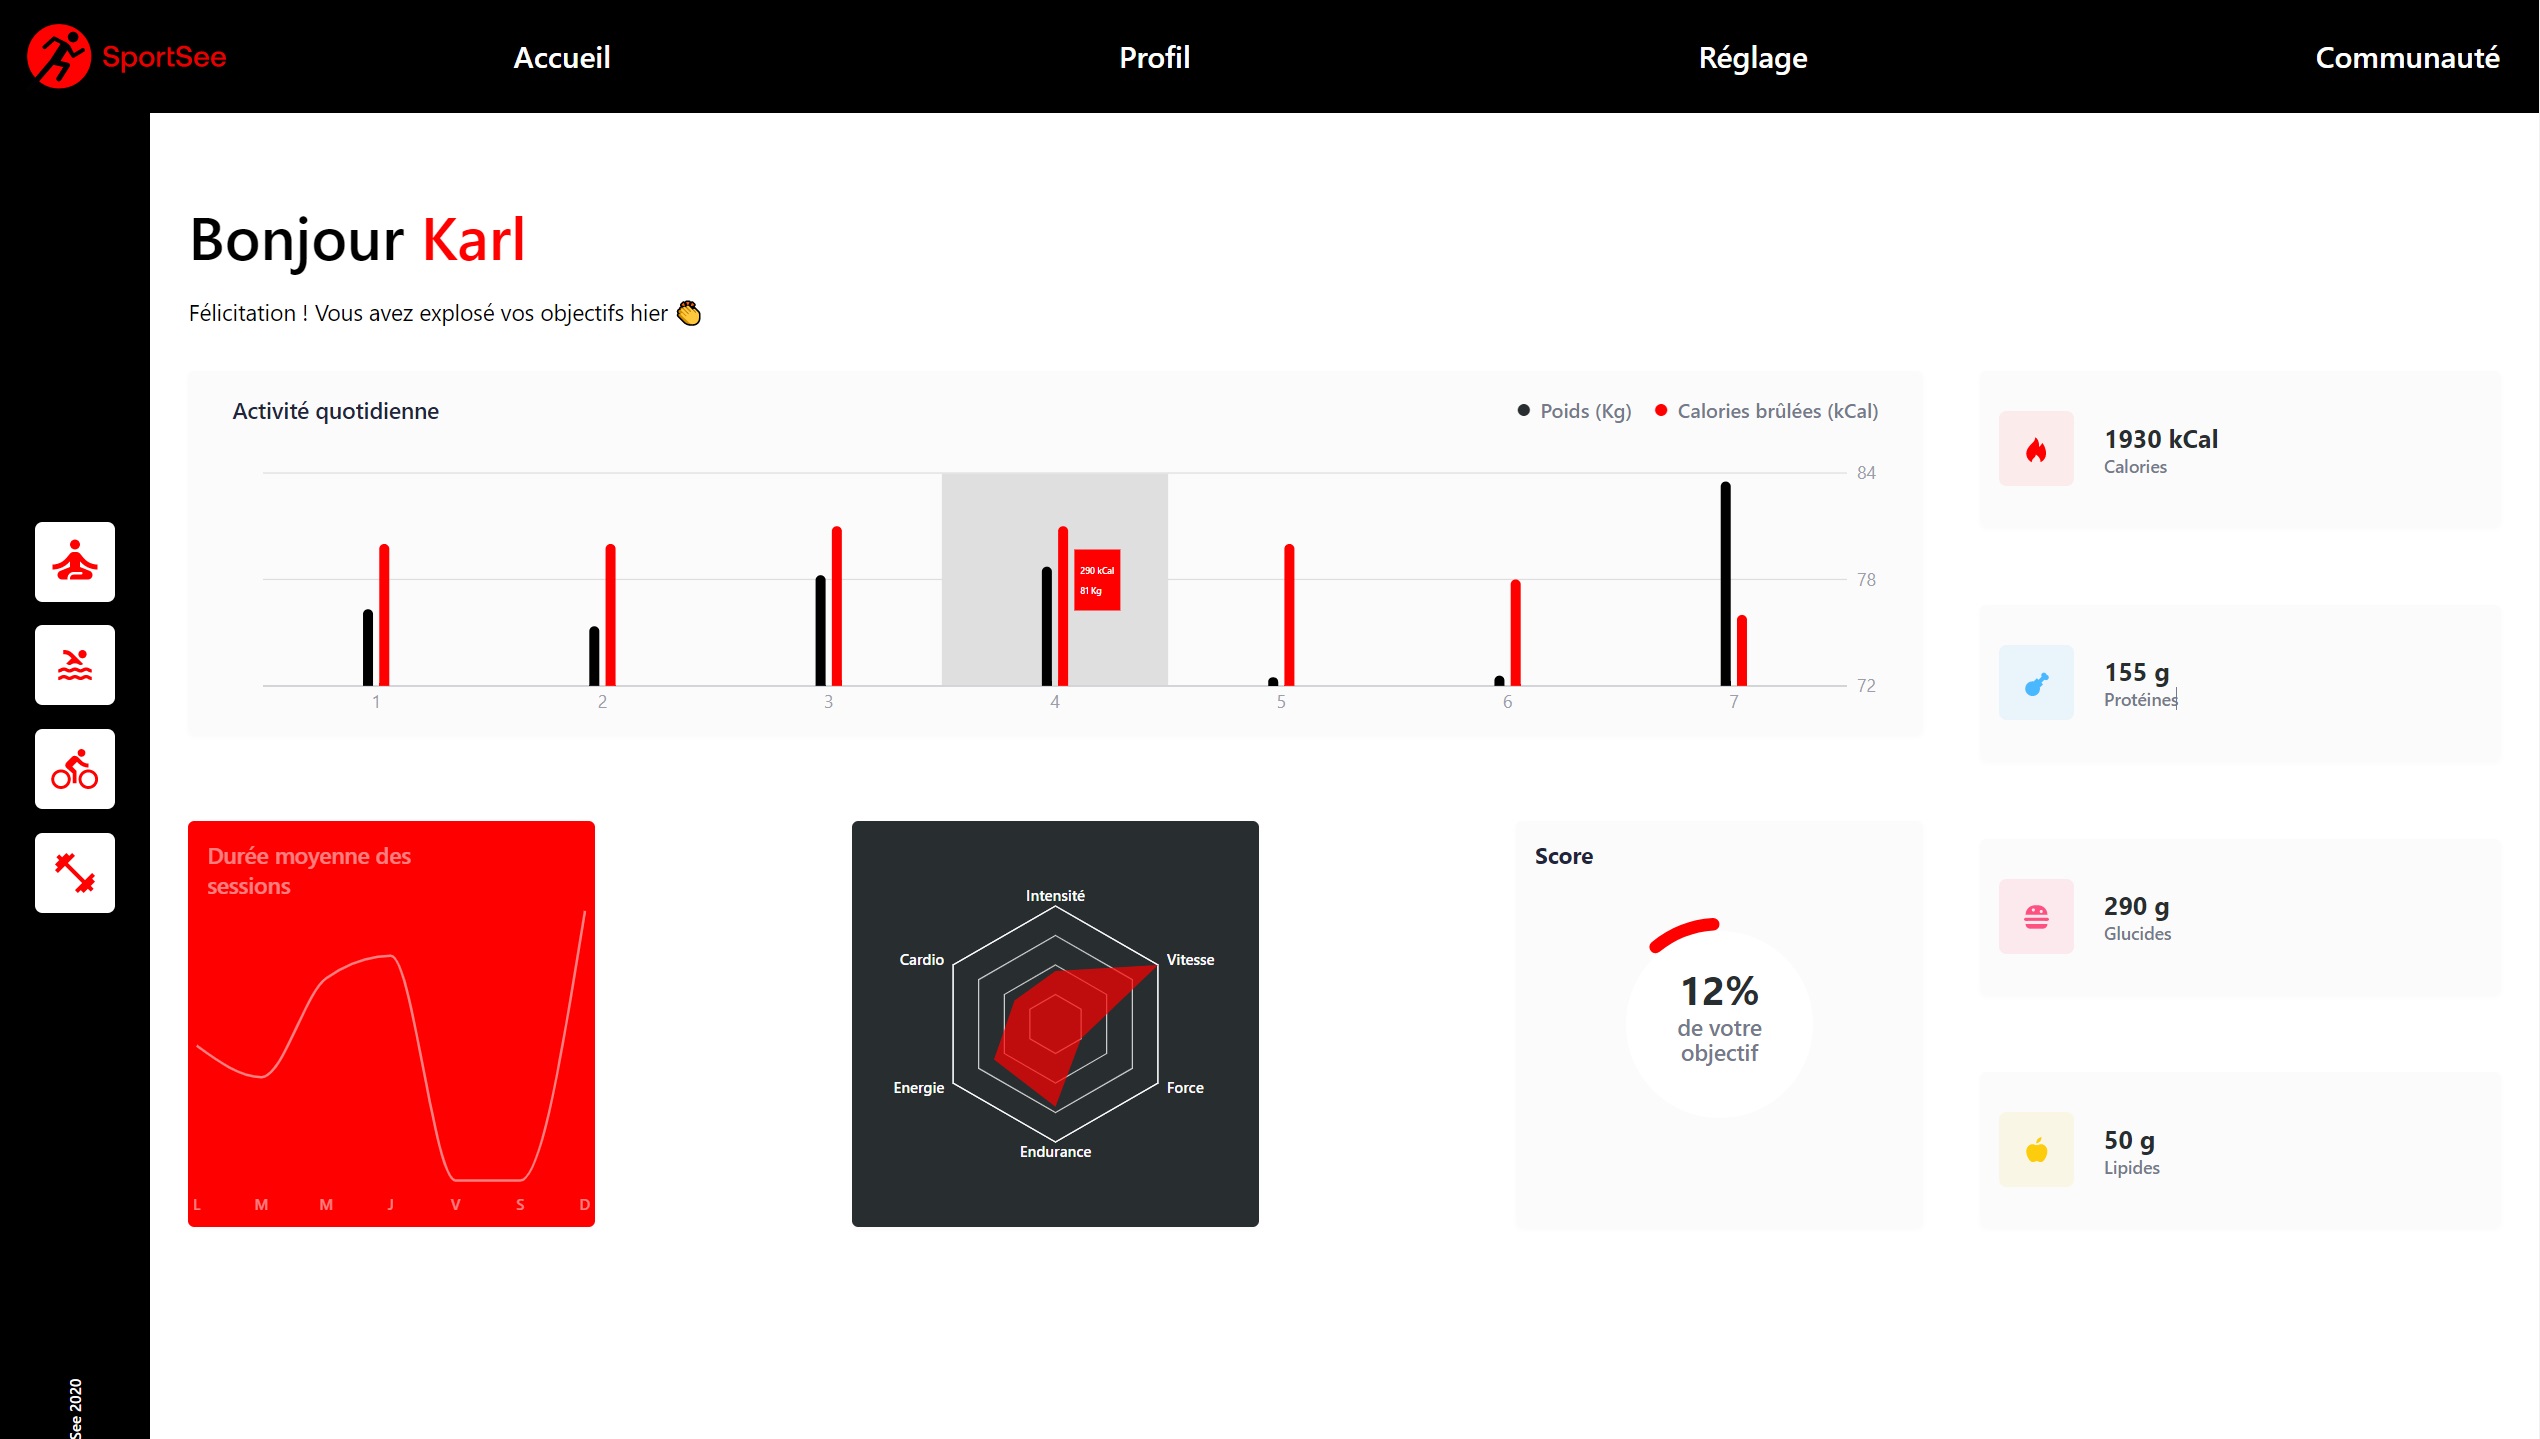 SportSee
Accueil
Profil
Réglage
Communauté
Bonjour Karl
Félicitation ! Vous avez explosé vos objectifs hier 👏
Activité quotidienne
Poids (Kg)
Calories brûlées (kCal)
84
78
72
290 kCal
81 Kg
1 2 3 4 5 6 7
1930 kCal
Calories
155 g
Protéines
290 g
Glucides
50 g
Lipides
Durée moyenne des
sessions
L M M J V S D
Intensité
Vitesse
Force
Endurance
Energie
Cardio
Score
12%
de votre
objectif
See 2020